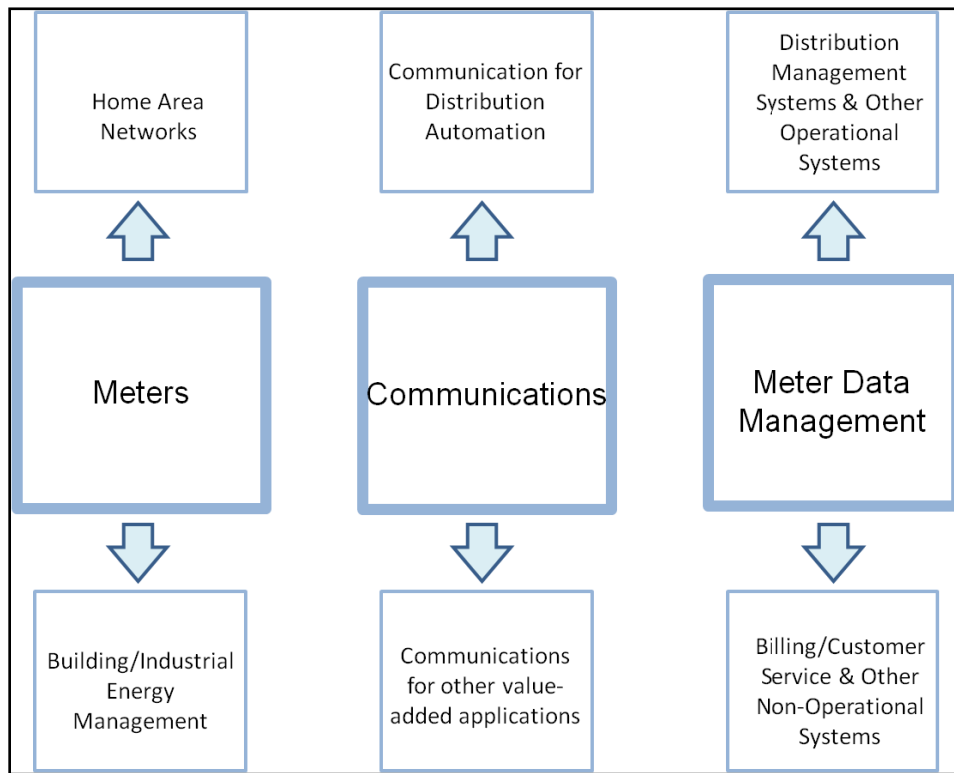 Home Area
Networks
Communication for
Distribution
Automation
Distribution
Management
Systems & Other
Operational
Systems
Meters
Communications
Meter Data
Management
Building/Industrial
Energy
Management
Communications
for other value-
added applications
Billing/Customer
Service & Other
Non-Operational
Systems